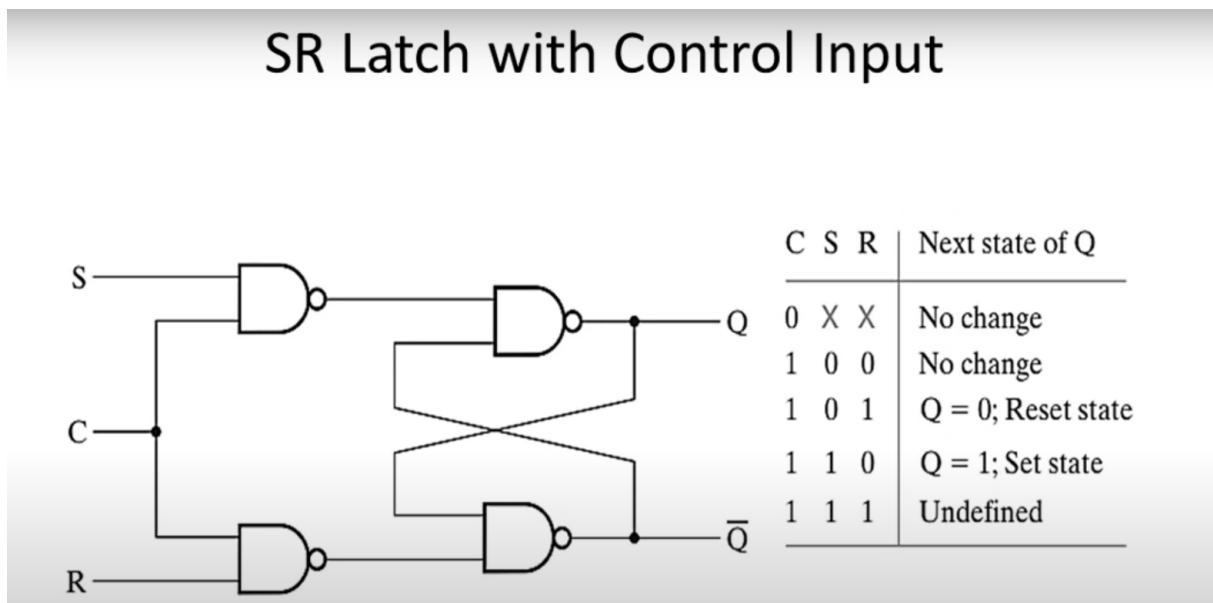 SR Latch with Control Input
S
C
R
Q
Q̅
C S R Next state of Q
0 X X No change
1 0 0 No change
1 0 1 Q = 0; Reset state
1 1 0 Q = 1; Set state
1 1 1 Undefined